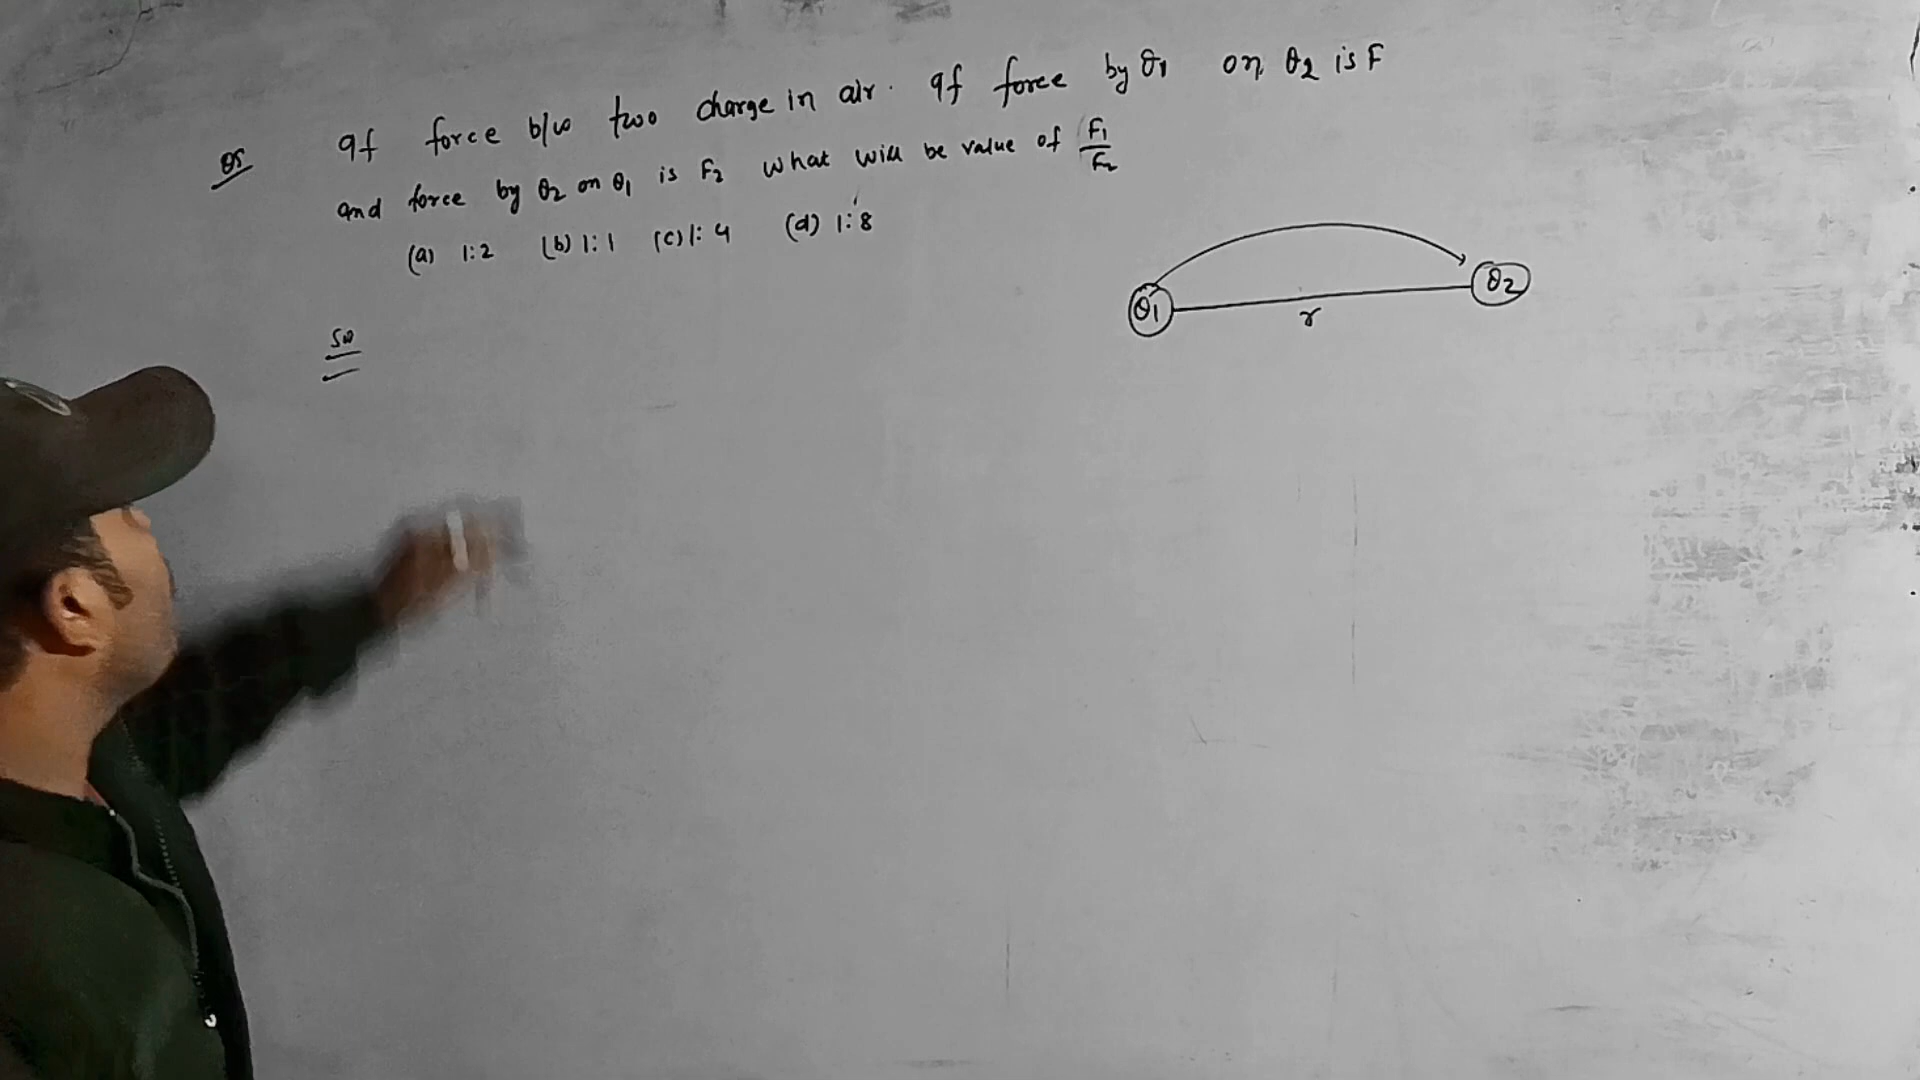 Q5 If force b/w two charge in air. If force by Q1 on Q2 is F
and force by Q2 on Q1 is F2 what will be value of F1/F2
(a) 1:2 (b) 1:1 (c) 1:4 (d) 1:8
Q1 r Q2
Sol